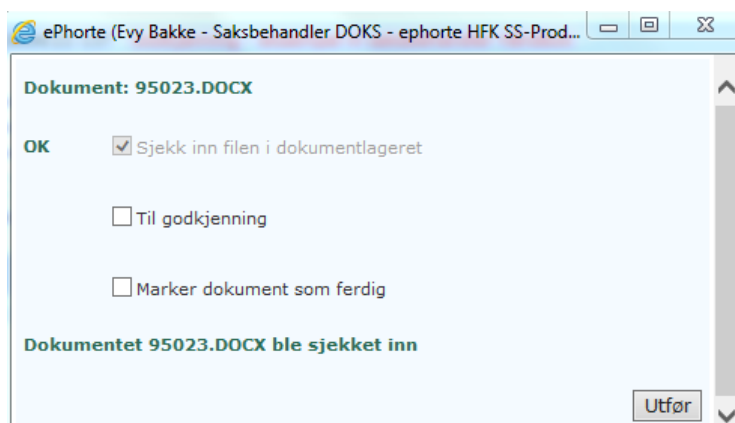 ePhorte (Evy Bakke - Saksbehandler DOKS - ephorte HFK SS-Prod...
Dokument: 95023.DOCX
OK Sjekk inn filen i dokumentlageret
Til godkjenning
Marker dokument som ferdig
Dokumentet 95023.DOCX ble sjekket inn
Utfør